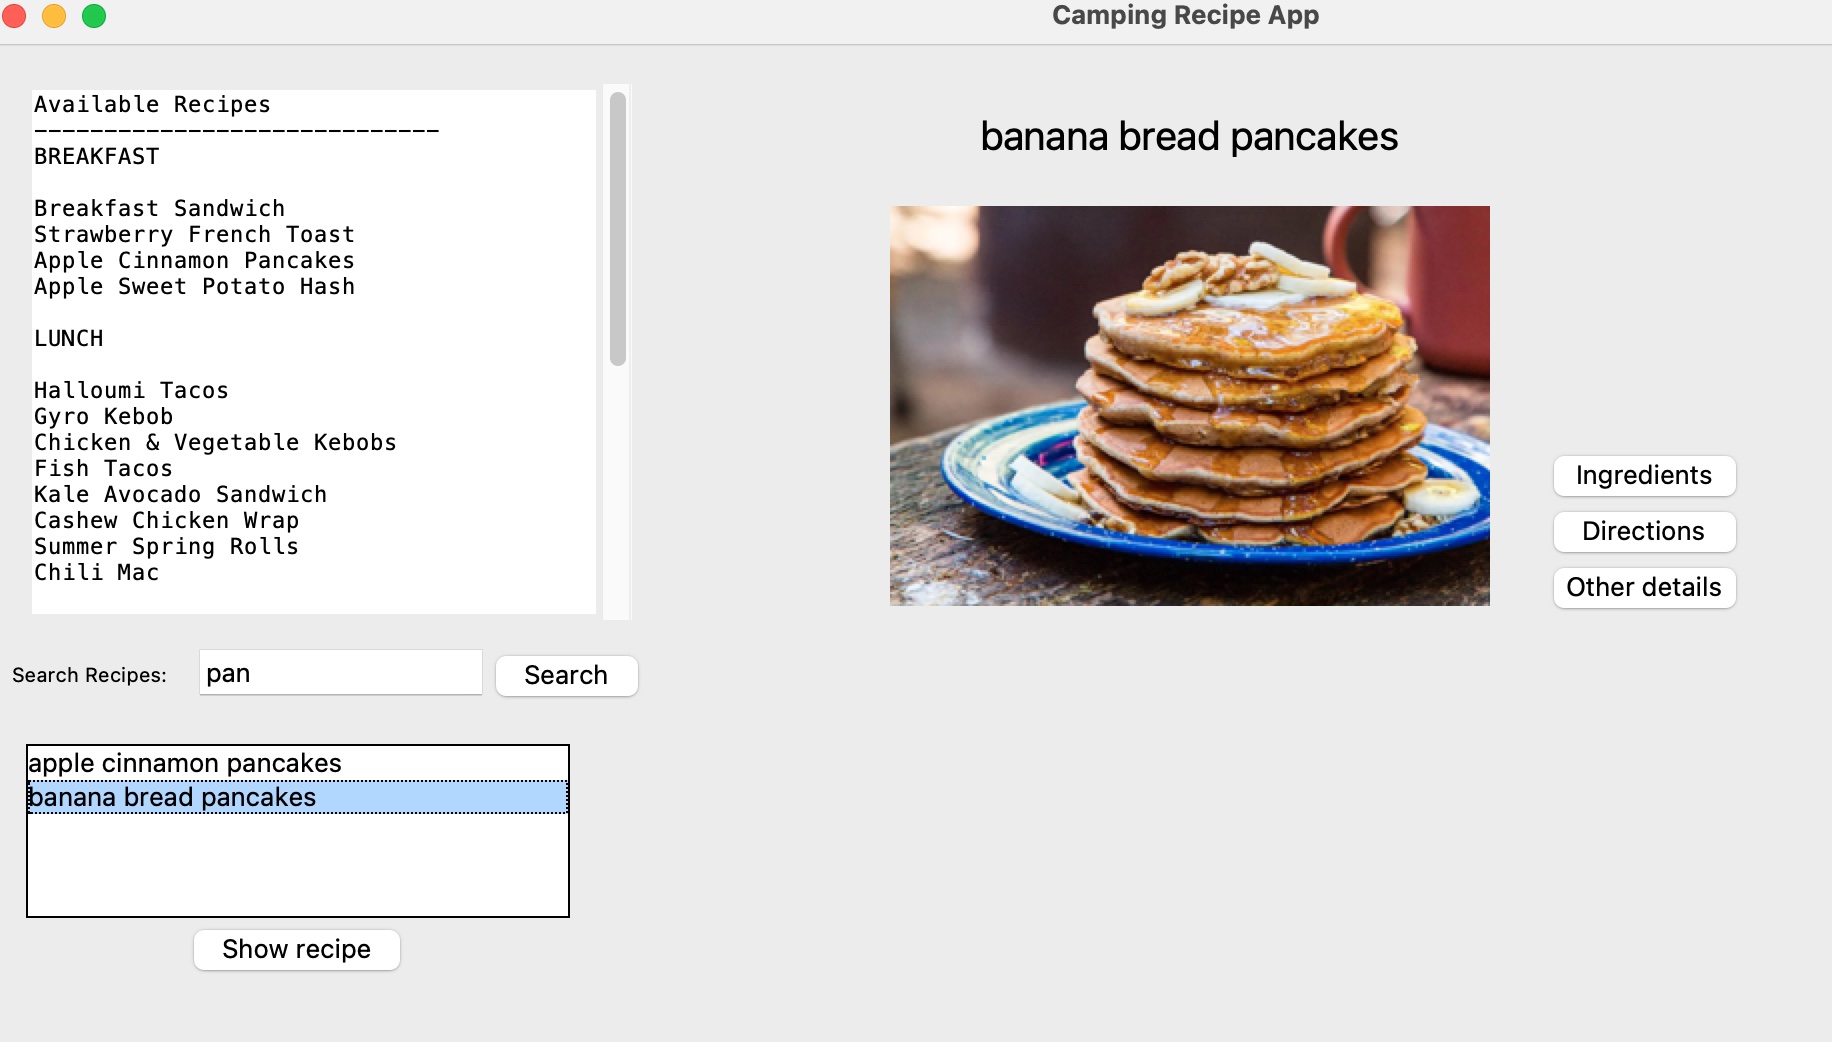 Camping Recipe App
Available Recipes
-----------------------------
BREAKFAST
Breakfast Sandwich
Strawberry French Toast
Apple Cinnamon Pancakes
Apple Sweet Potato Hash
LUNCH
Halloumi Tacos
Gyro Kebob
Chicken & Vegetable Kebobs
Fish Tacos
Kale Avocado Sandwich
Cashew Chicken Wrap
Summer Spring Rolls
Chili Mac
Search Recipes:
pan
Search
apple cinnamon pancakes
banana bread pancakes
Show recipe
banana bread pancakes
Ingredients
Directions
Other details